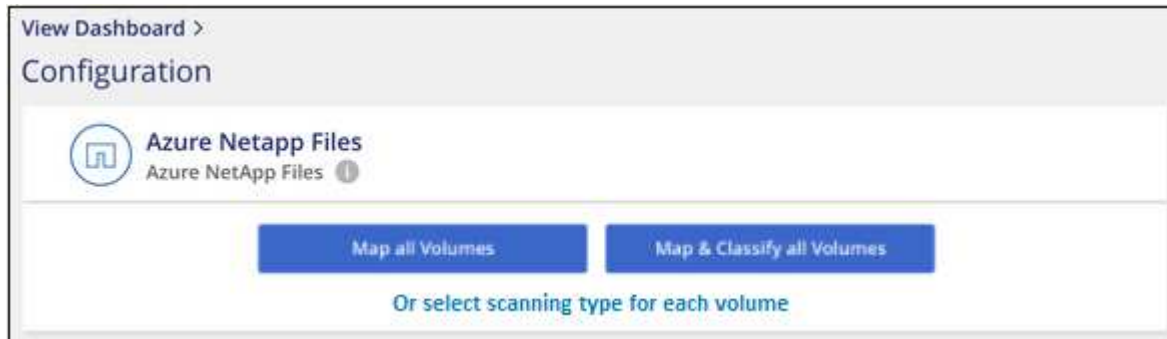 View Dashboard >
Configuration
Azure Netapp Files
Azure NetApp Files i
Map all Volumes Map & Classify all Volumes
Or select scanning type for each volume